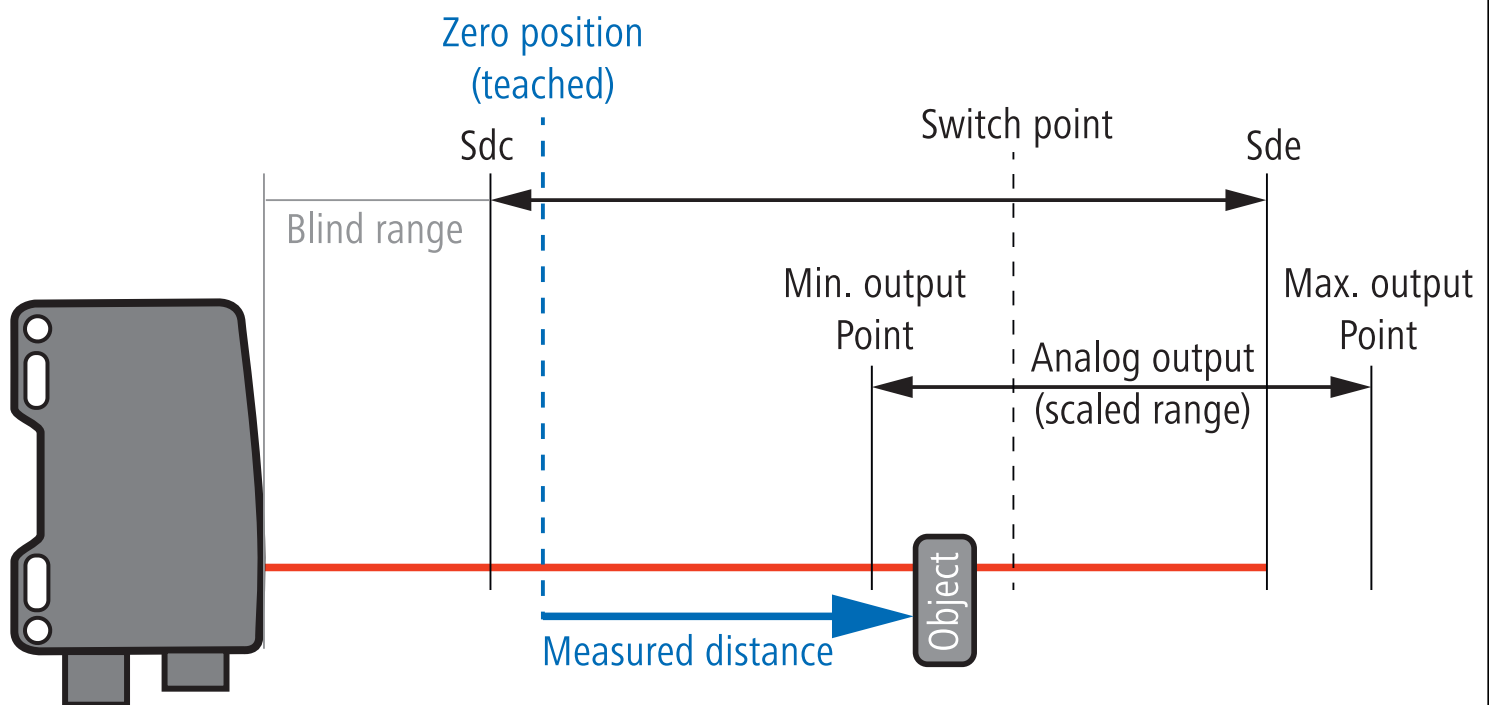 Zero position
(teached)
Sdc
Switch point
Sde
Blind range
Min. output
Point
Max. output
Point
Analog output
(scaled range)
Object
Measured distance